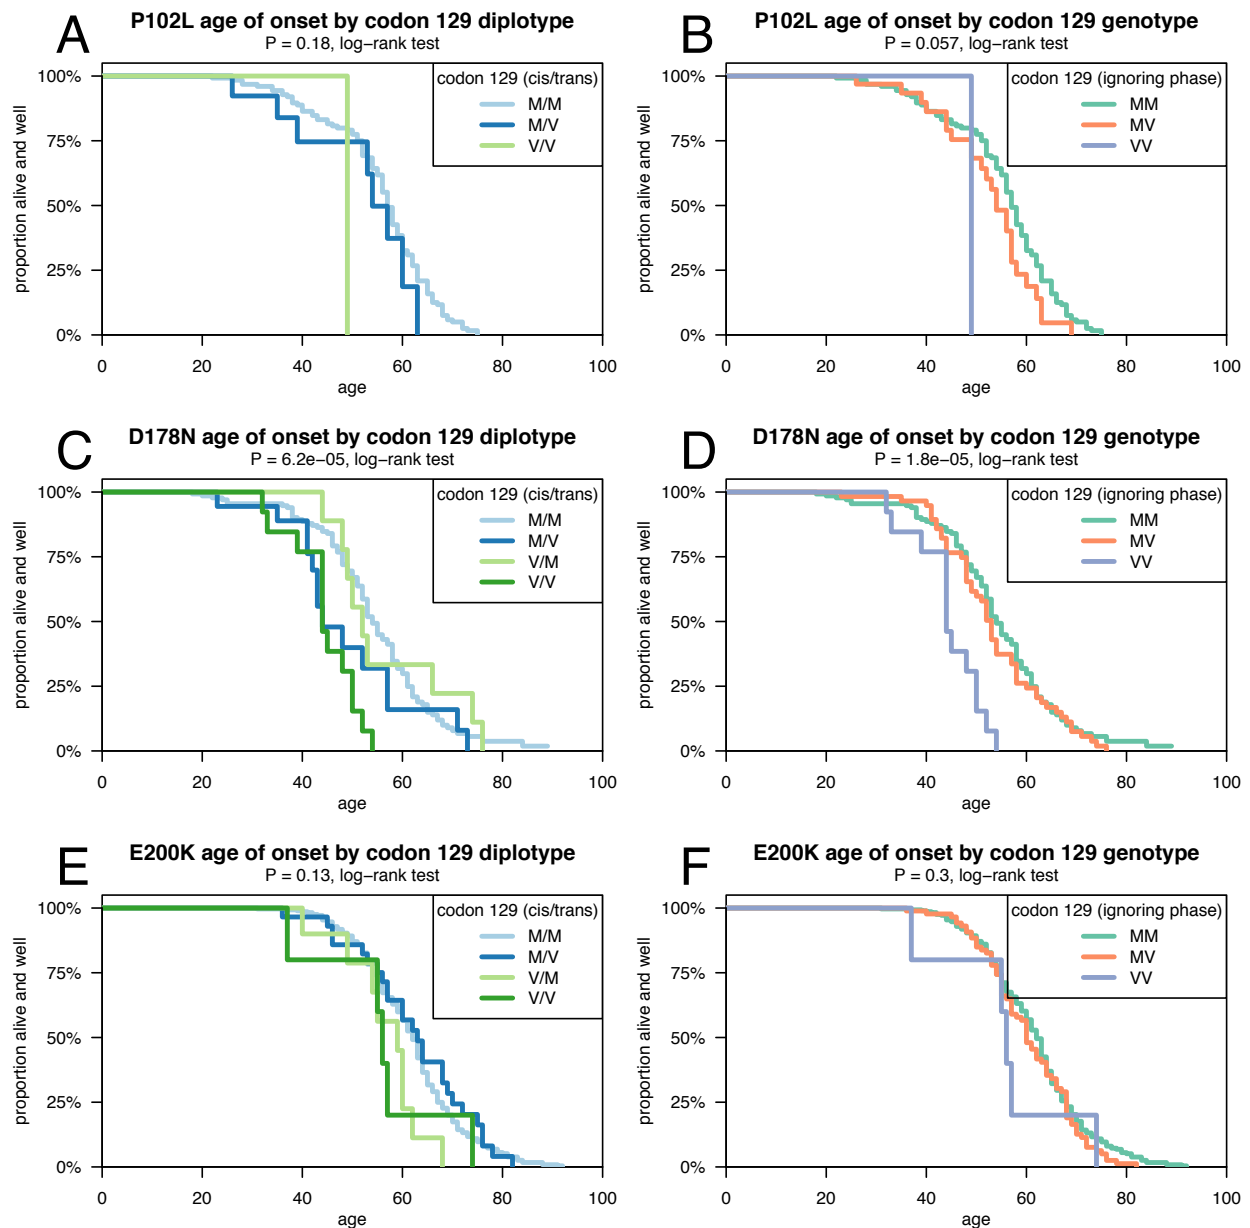 A
P102L age of onset by codon 129 diplotype
P = 0.18, log−rank test
proportion alive and well
100%
75%
50%
25%
0%
codon 129 (cis/trans)
M/M
M/V
V/V
0 20 40 60 80 100
age
B
P102L age of onset by codon 129 genotype
P = 0.057, log−rank test
proportion alive and well
100%
75%
50%
25%
0%
codon 129 (ignoring phase)
MM
MV
VV
0 20 40 60 80 100
age
C
D178N age of onset by codon 129 diplotype
P = 6.2e−05, log−rank test
proportion alive and well
100%
75%
50%
25%
0%
codon 129 (cis/trans)
M/M
M/V
V/M
V/V
0 20 40 60 80 100
age
D
D178N age of onset by codon 129 genotype
P = 1.8e−05, log−rank test
proportion alive and well
100%
75%
50%
25%
0%
codon 129 (ignoring phase)
MM
MV
VV
0 20 40 60 80 100
age
E
E200K age of onset by codon 129 diplotype
P = 0.13, log−rank test
proportion alive and well
100%
75%
50%
25%
0%
codon 129 (cis/trans)
M/M
M/V
V/M
V/V
0 20 40 60 80 100
age
F
E200K age of onset by codon 129 genotype
P = 0.3, log−rank test
proportion alive and well
100%
75%
50%
25%
0%
codon 129 (ignoring phase)
MM
MV
VV
0 20 40 60 80 100
age